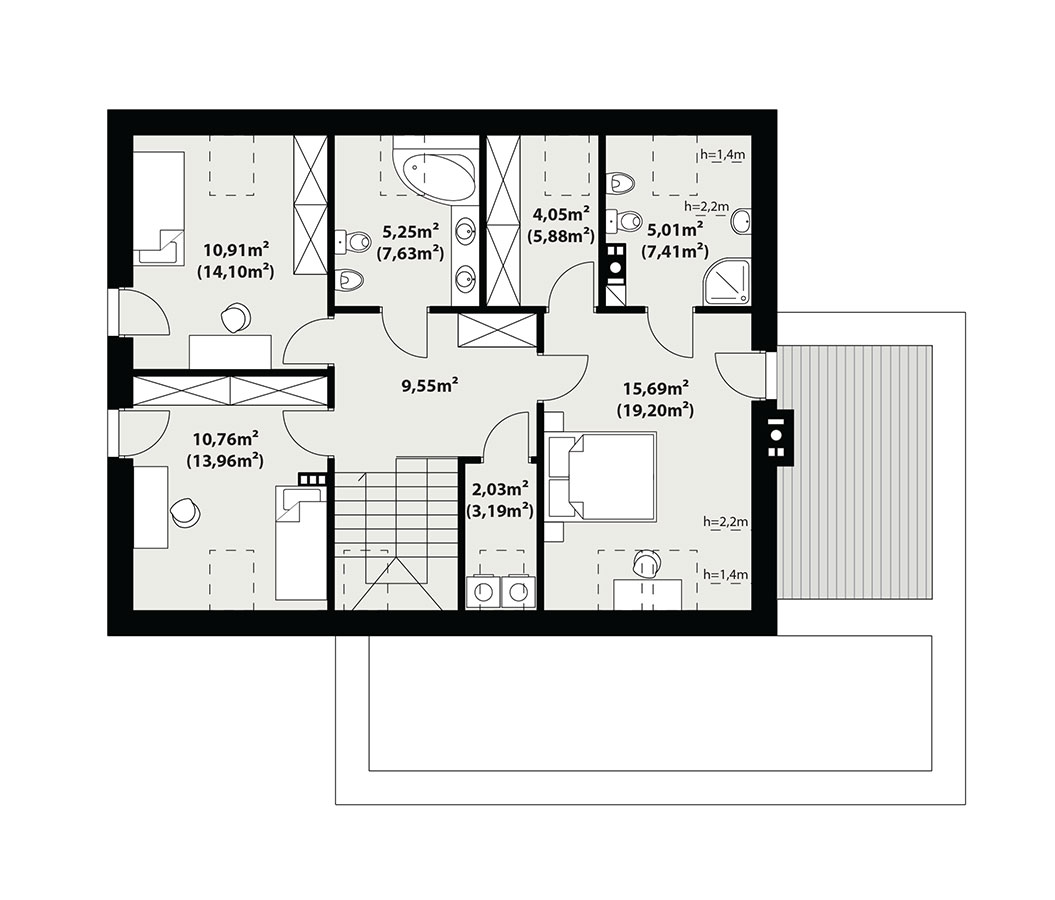 h=1,4m
h=2,2m
4,05m²
(5,88m²)
5,01m²
(7,41m²)
5,25m²
(7,63m²)
10,91m²
(14,10m²)
9,55m²
15,69m²
(19,20m²)
10,76m²
(13,96m²)
2,03m²
(3,19m²)
h=2,2m
h=1,4m